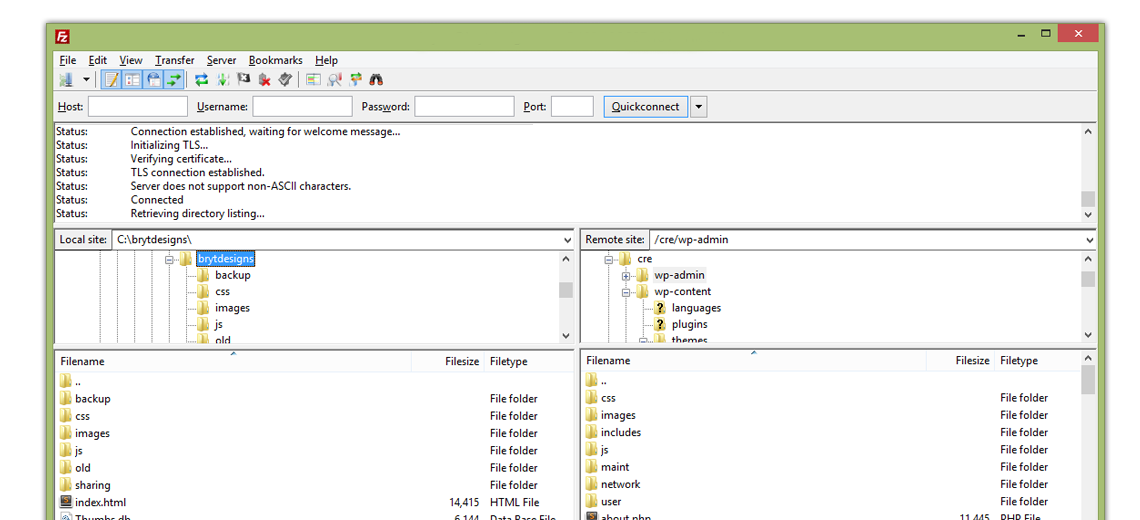 Fz
File Edit View Transfer Server Bookmarks Help
Host: Username: Password: Port: Quickconnect
Status: Connection established, waiting for welcome message...
Status: Initializing TLS...
Status: Verifying certificate...
Status: TLS connection established.
Status: Server does not support non-ASCII characters.
Status: Connected
Status: Retrieving directory listing...
Local site: C:\brytdesigns\
brytdesigns
backup
css
images
js
old
Remote site: /cre/wp-admin
cre
wp-admin
wp-content
? languages
? plugins
themes
Filename Filesize Filetype
..
backup File folder
css File folder
images File folder
js File folder
old File folder
sharing File folder
index.html 14,415 HTML File
Thumbs.db 6,144 Data Base File
Filename Filesize Filetype
..
css File folder
images File folder
includes File folder
js File folder
maint File folder
network File folder
user File folder
about.php 11,445 PHP File